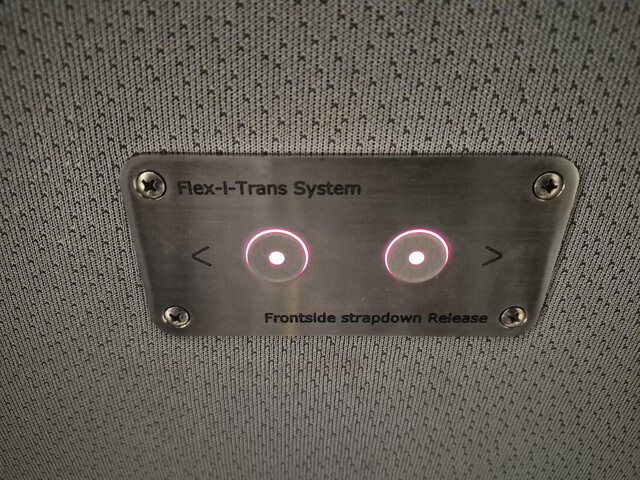 Flex-I-Trans System
< >
Frontside strapdown Release